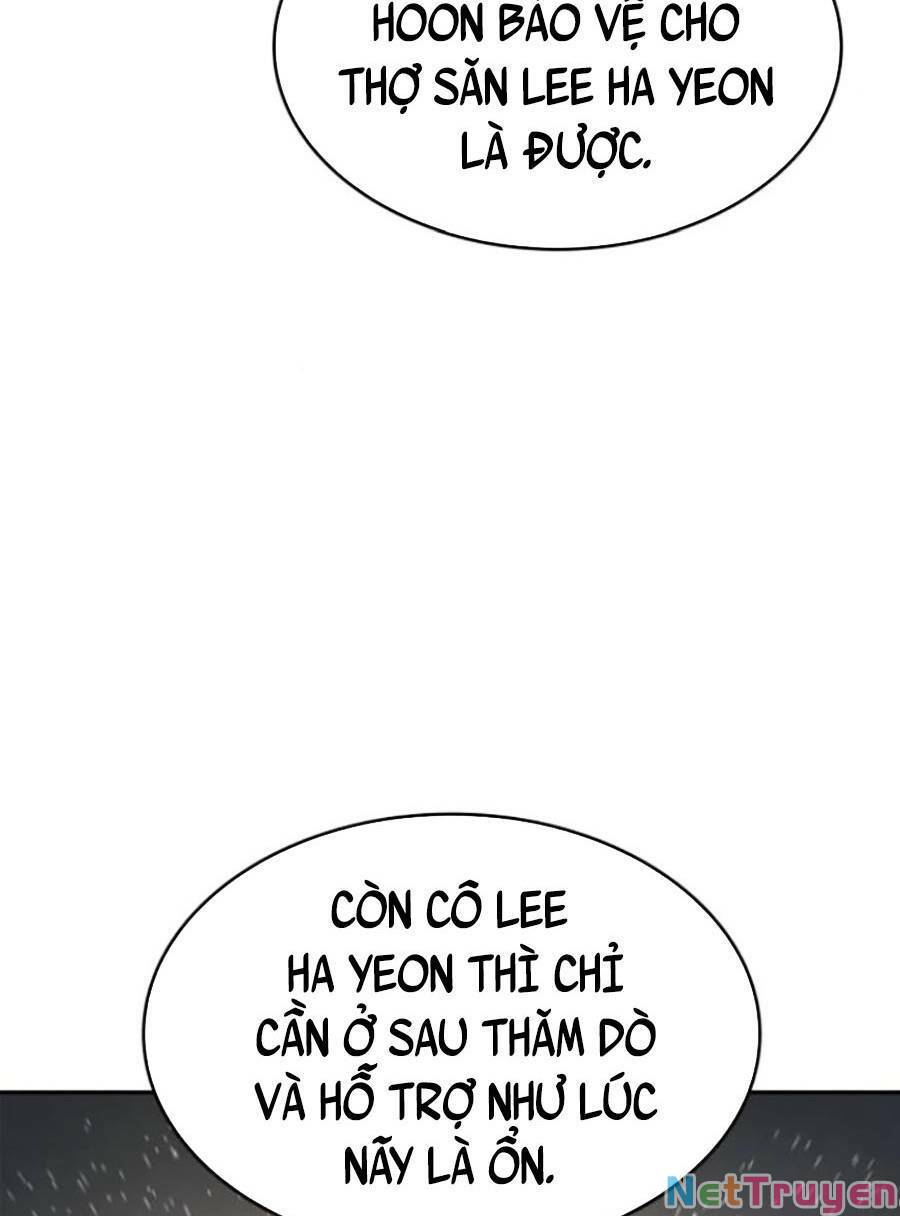 HOON BẢO VỆ CHO
THỢ SĂN LEE HA YEON
LÀ ĐƯỢC.
CÒN CÔ LEE
HA YEON THÌ CHỈ
CẦN Ở SAU THĂM DÒ
VÀ HỖ TRỢ NHƯ LÚC
NÃY LÀ ỔN.
NetTruyen